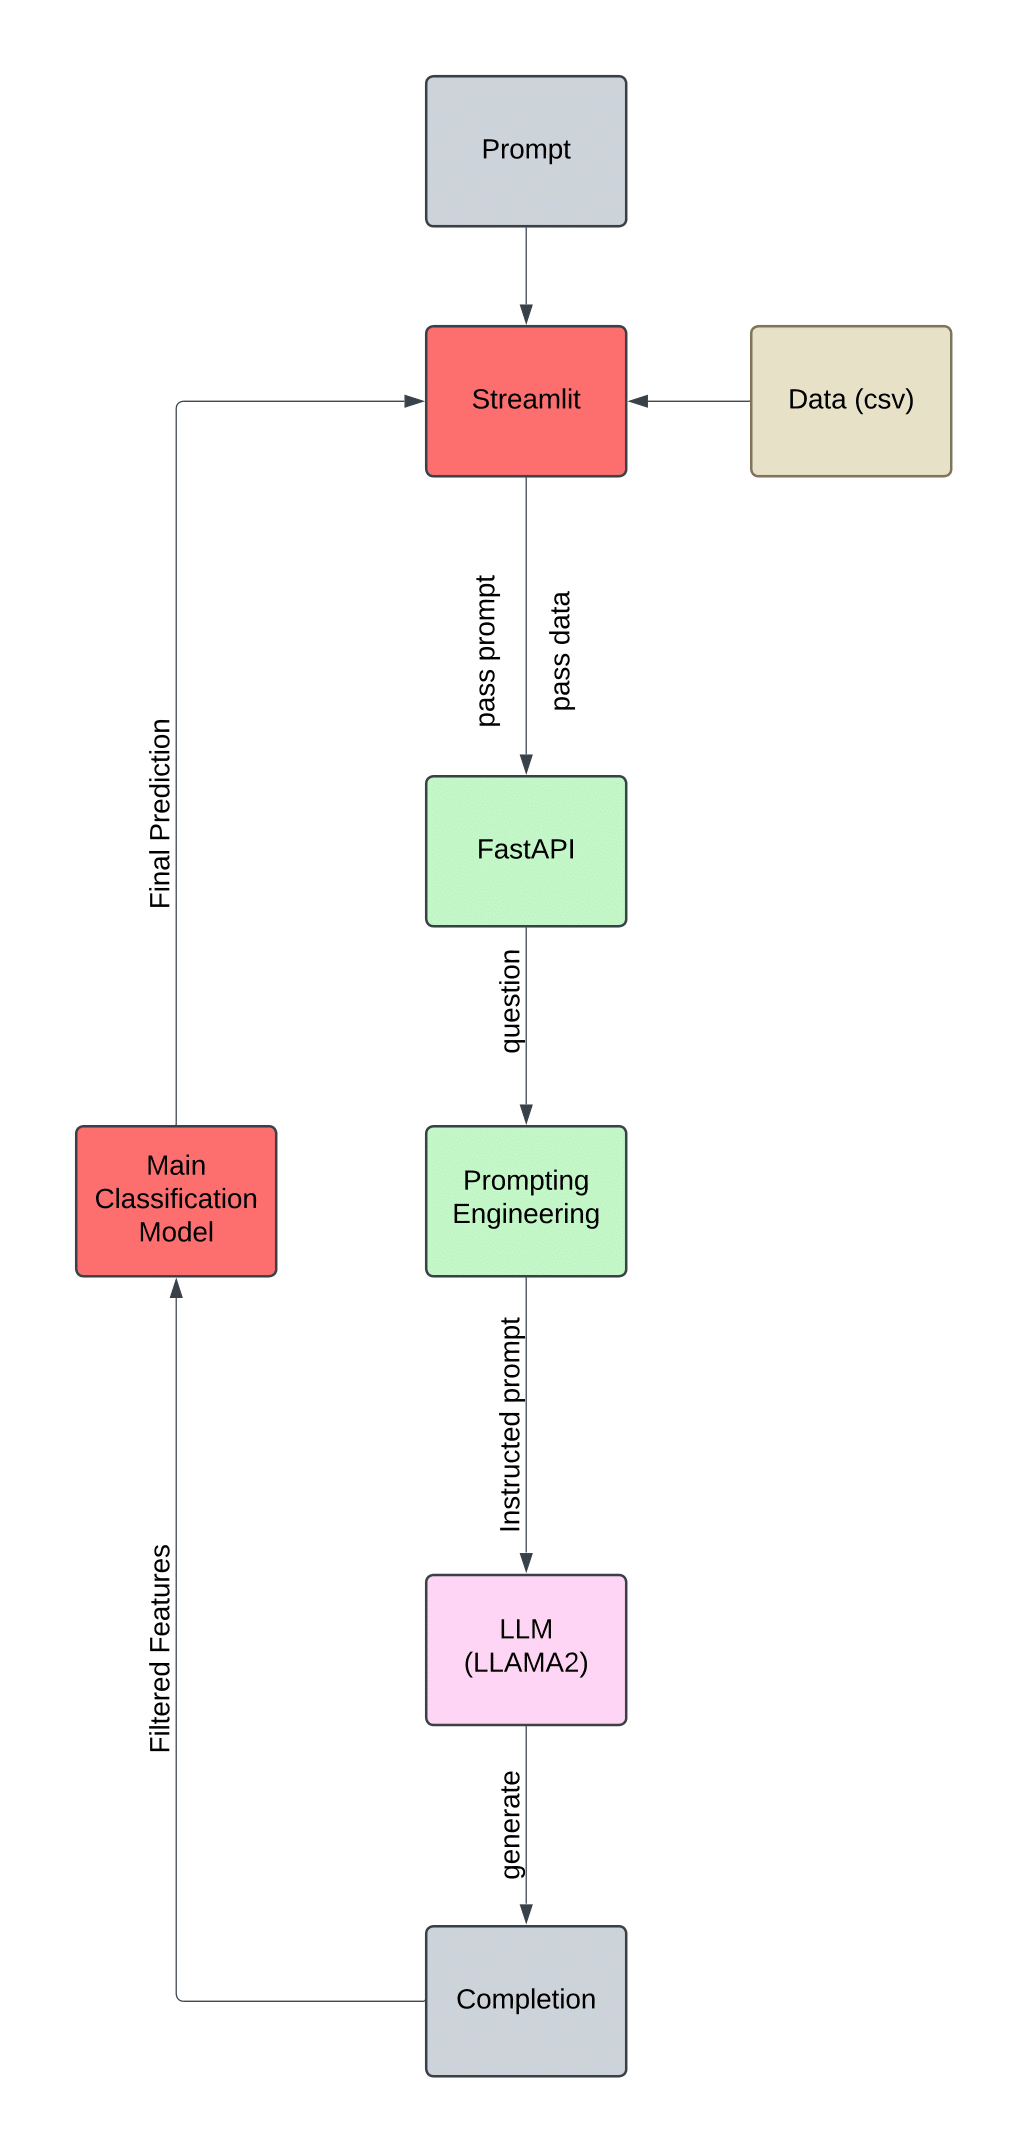 Prompt
Streamlit
Data (csv)
pass prompt
pass data
FastAPI
question
Final Prediction
Main
Classification
Model
Prompting
Engineering
Instructed prompt
Filtered Features
LLM
(LLAMA2)
generate
Completion